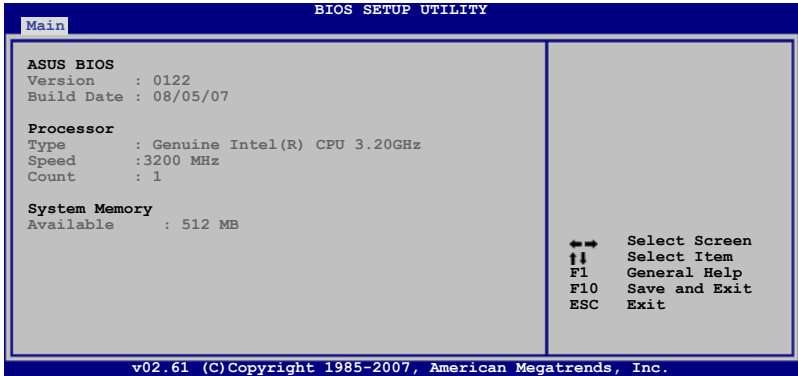 BIOS SETUP UTILITY
Main
ASUS BIOS
Version : 0122
Build Date : 08/05/07
Processor
Type : Genuine Intel(R) CPU 3.20GHz
Speed :3200 MHz
Count : 1
System Memory
Available : 512 MB
←→ Select Screen
↑↓ Select Item
F1 General Help
F10 Save and Exit
ESC Exit
v02.61 (C)Copyright 1985-2007, American Megatrends, Inc.